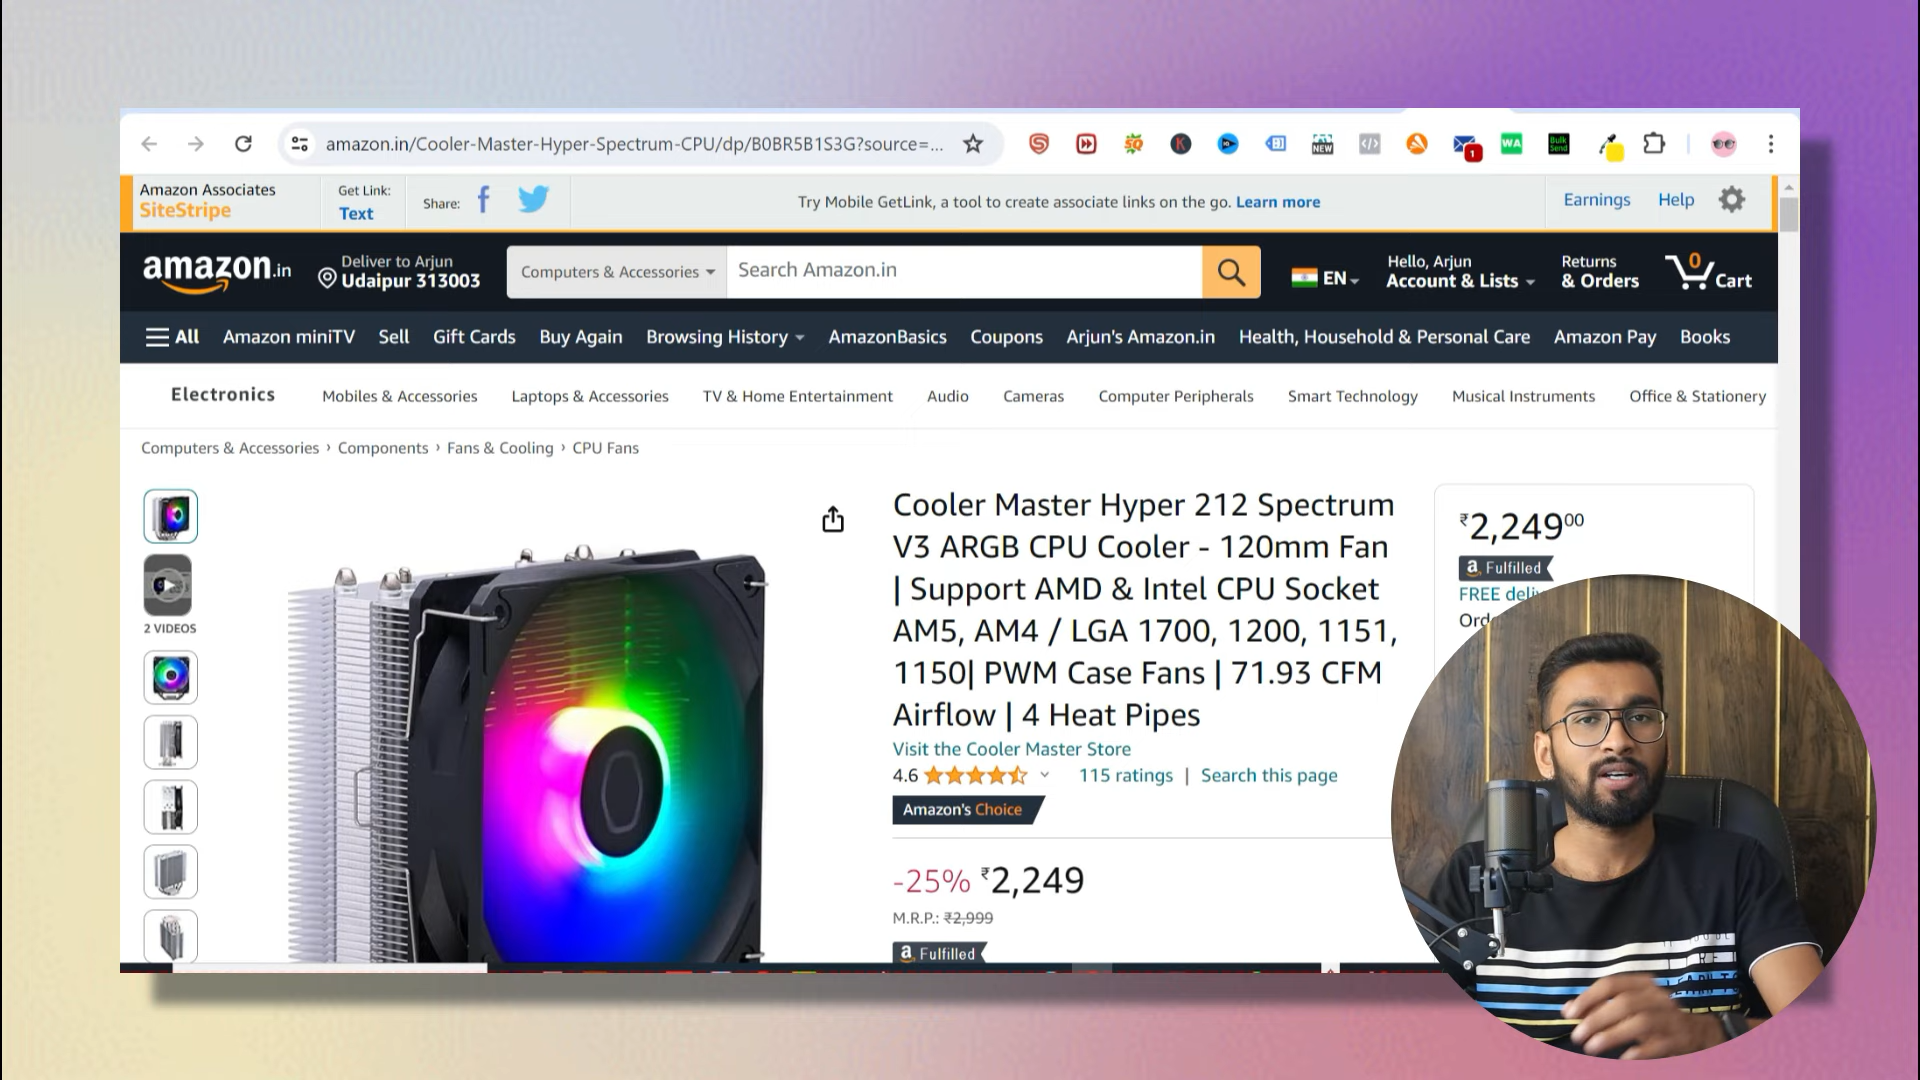 amazon.in/Cooler-Master-Hyper-Spectrum-CPU/dp/B0BR5B1S3G?source=...
NEW
1
WA
Bulk Send
Amazon Associates
SiteStripe
Get Link:
Text
Share:
Try Mobile GetLink, a tool to create associate links on the go. Learn more
Earnings
Help
amazon.in
Deliver to Arjun
Udaipur 313003
Computers & Accessories
Search Amazon.in
EN
Hello, Arjun
Account & Lists
Returns
& Orders
0
Cart
All
Amazon miniTV
Sell
Gift Cards
Buy Again
Browsing History
AmazonBasics
Coupons
Arjun's Amazon.in
Health, Household & Personal Care
Amazon Pay
Books
Electronics
Mobiles & Accessories
Laptops & Accessories
TV & Home Entertainment
Audio
Cameras
Computer Peripherals
Smart Technology
Musical Instruments
Office & Stationery
Computers & Accessories › Components › Fans & Cooling › CPU Fans
2 VIDEOS
Cooler Master Hyper 212 Spectrum
V3 ARGB CPU Cooler - 120mm Fan
| Support AMD & Intel CPU Socket
AM5, AM4 / LGA 1700, 1200, 1151,
1150| PWM Case Fans | 71.93 CFM
Airflow | 4 Heat Pipes
Visit the Cooler Master Store
4.6
115 ratings | Search this page
Amazon's Choice
-25% ₹2,249
M.R.P.: ₹2,999
a Fulfilled
₹2,24900
a Fulfilled
FREE